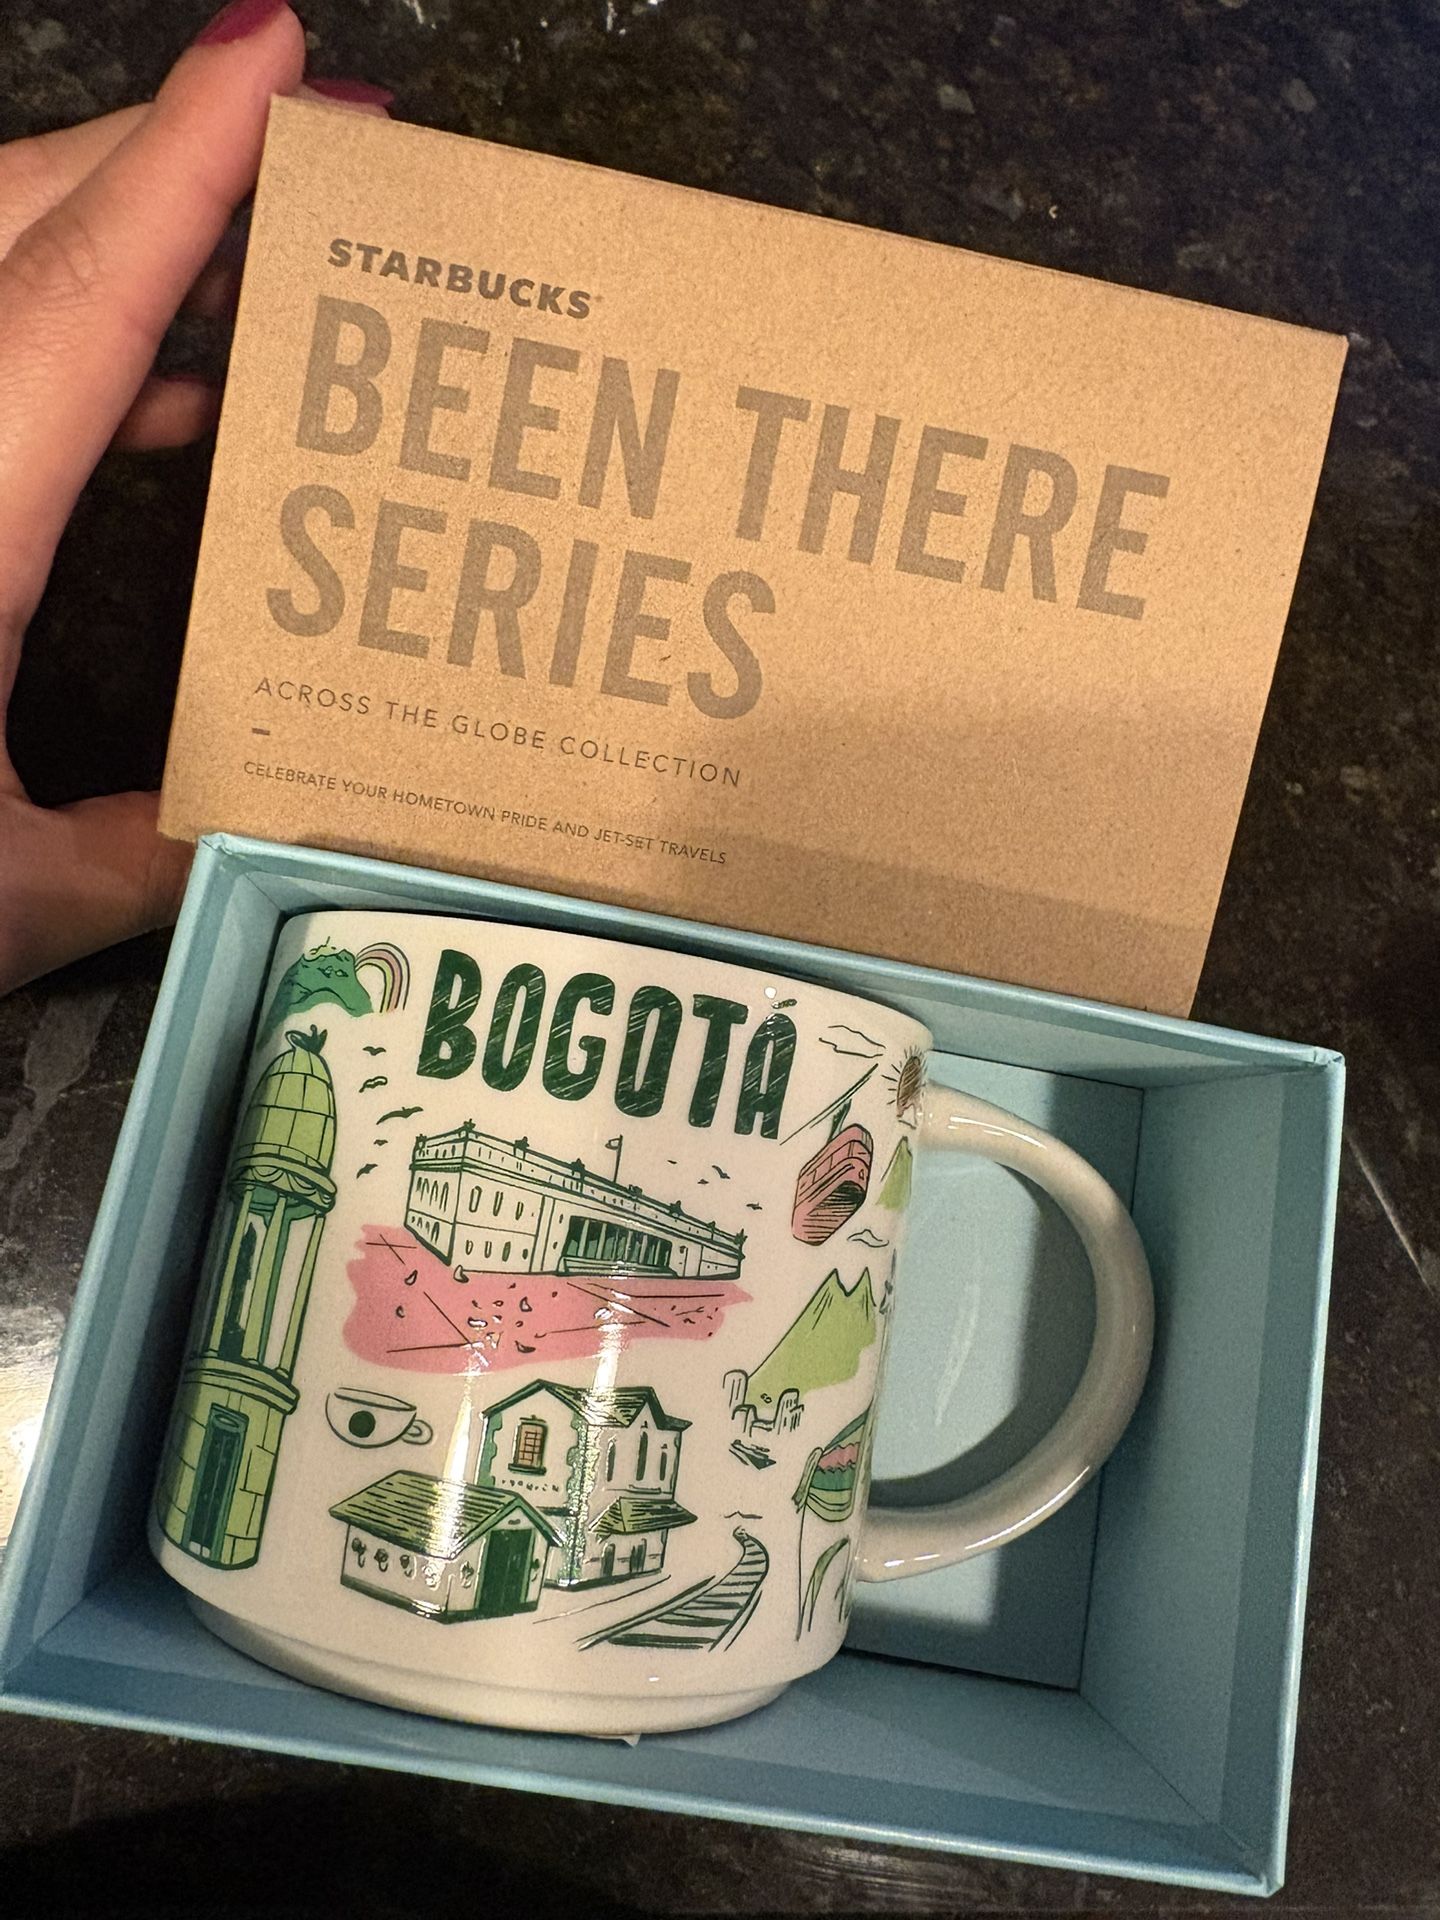 STARBUCKS
BEEN THERE
SERIES
ACROSS THE GLOBE COLLECTION
CELEBRATE YOUR HOMETOWN PRIDE AND JET-SET TRAVELS
BOGOTÁ